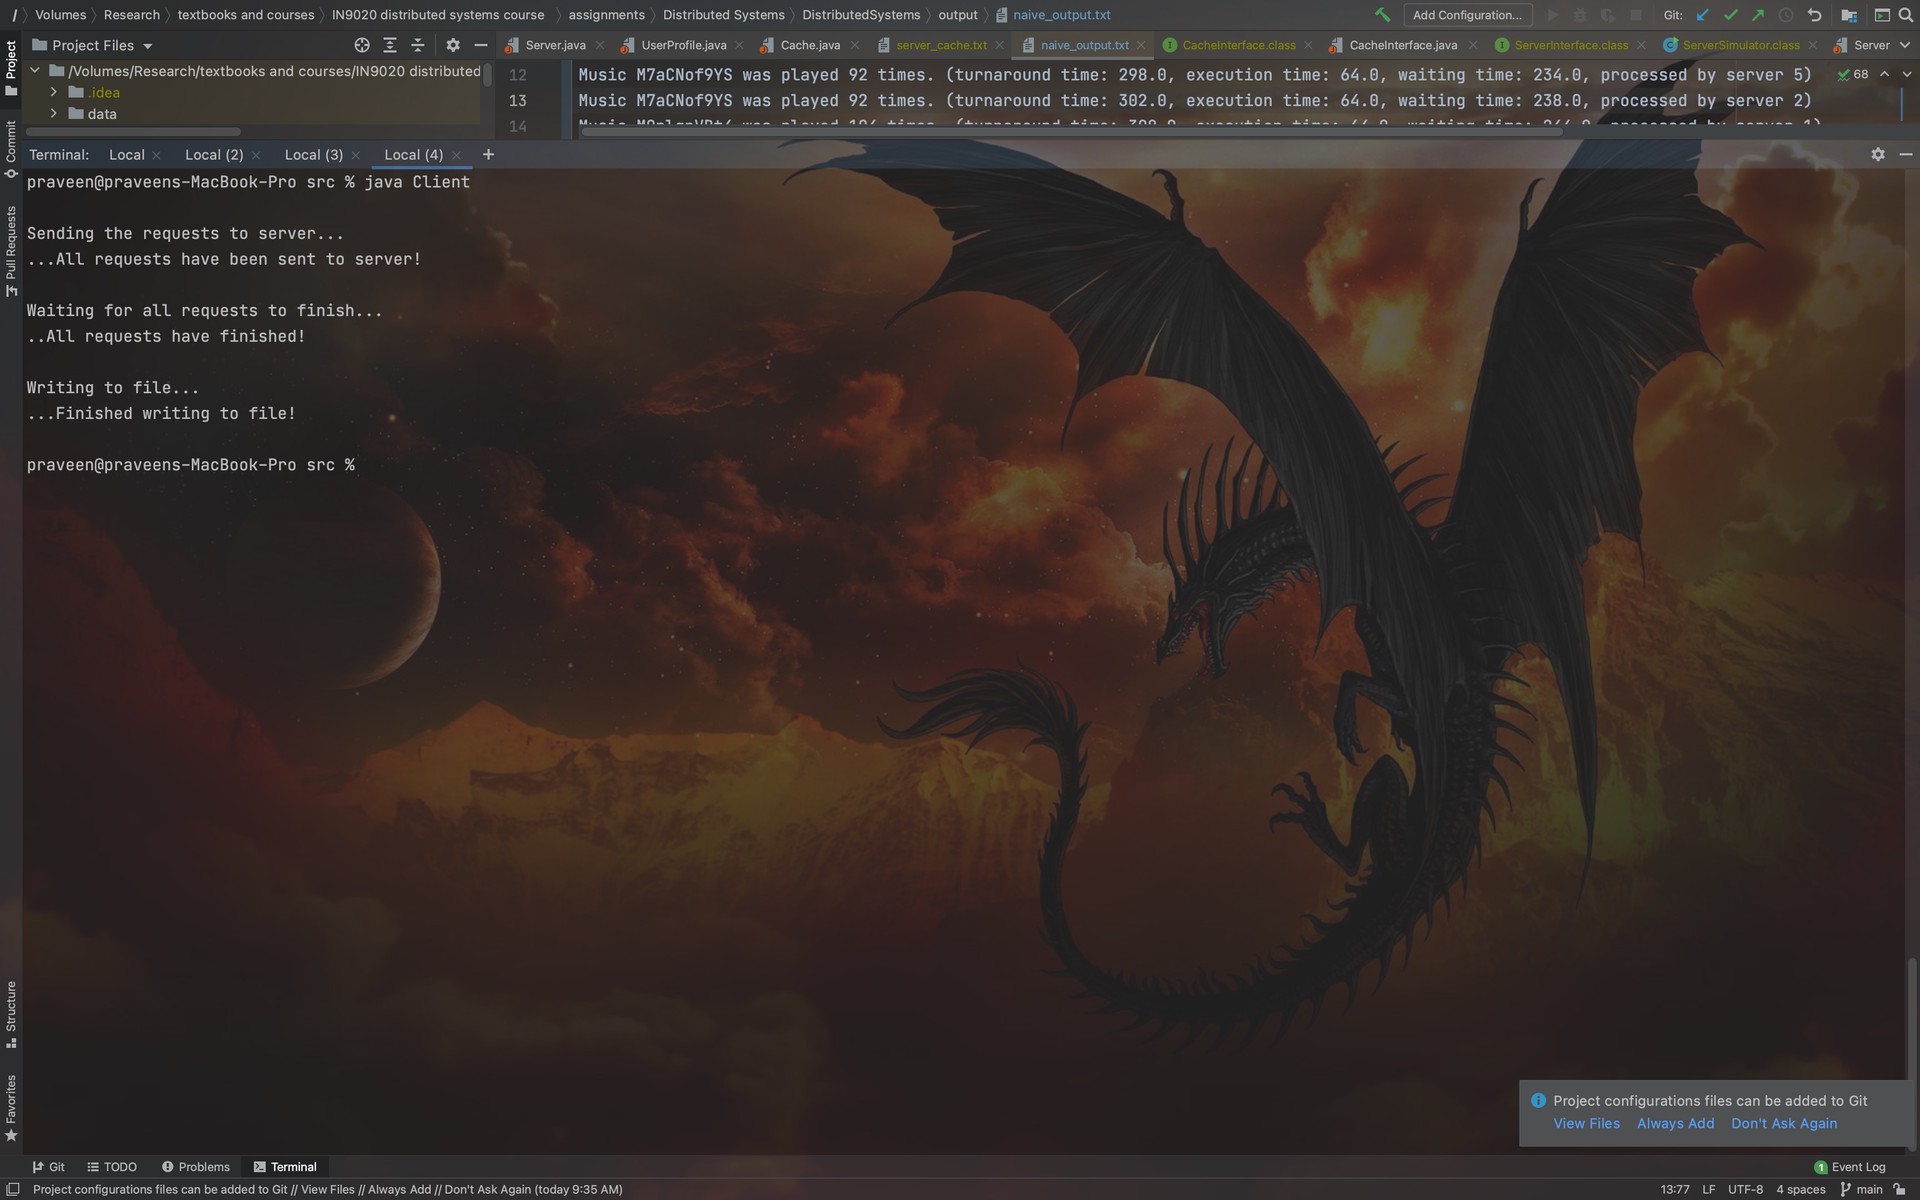 / Volumes Research textbooks and courses IN9020 distributed systems course assignments Distributed Systems DistributedSystems output naive_output.txt Add Configuration... Git:
Project Files Server.java UserProfile.java Cache.java server_cache.txt naive_output.txt CacheInterface.class CacheInterface.java ServerInterface.class ServerSimulator.class Server
/Volumes/Research/textbooks and courses/IN9020 distributed
.idea
data
12 Music M7aCNof9YS was played 92 times. (turnaround time: 298.0, execution time: 64.0, waiting time: 234.0, processed by server 5) 68
13 Music M7aCNof9YS was played 92 times. (turnaround time: 302.0, execution time: 64.0, waiting time: 238.0, processed by server 2)
14
Terminal: Local Local (2) Local (3) Local (4) +
praveen@praveens-MacBook-Pro src % java Client
Sending the requests to server...
...All requests have been sent to server!
Waiting for all requests to finish...
..All requests have finished!
Writing to file...
...Finished writing to file!
praveen@praveens-MacBook-Pro src %
Project
Commit
Pull Requests
Structure
Favorites
Project configurations files can be added to Git
View Files Always Add Don't Ask Again
Git TODO Problems Terminal 1 Event Log
Project configurations files can be added to Git // View Files // Always Add // Don't Ask Again (today 9:35 AM) 13:77 LF UTF-8 4 spaces main